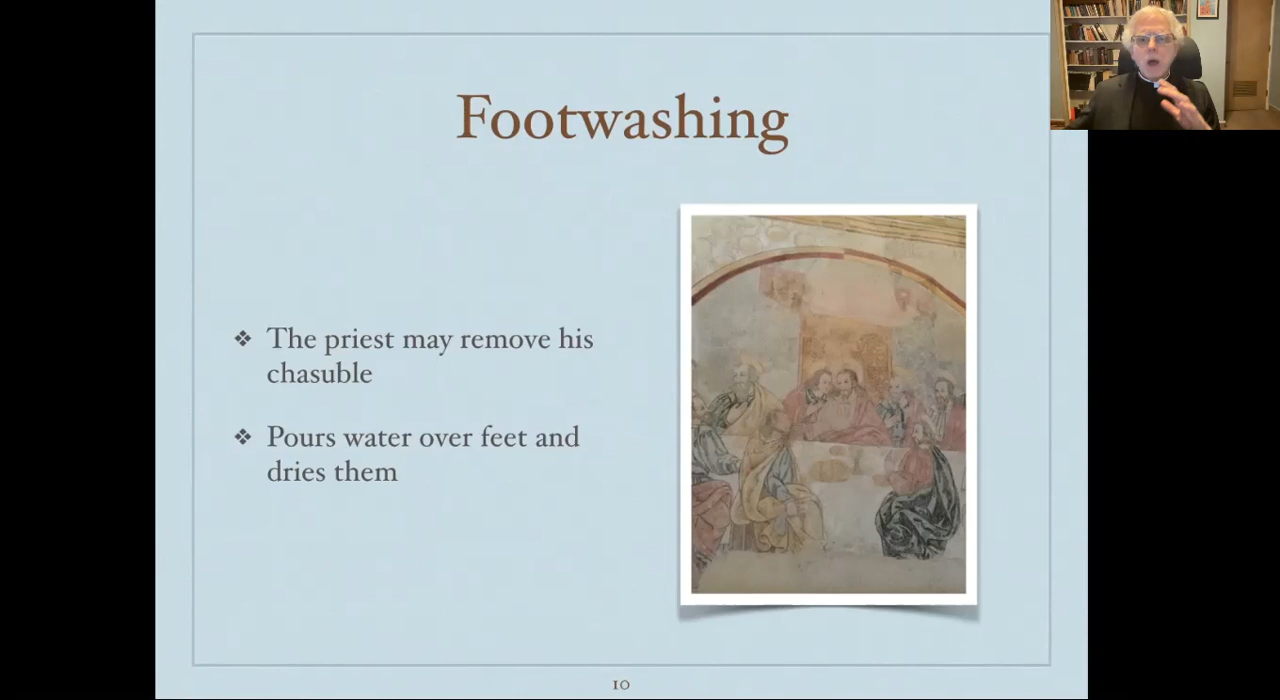 Footwashing
❖ The priest may remove his
chasuble
❖ Pours water over feet and
dries them
10